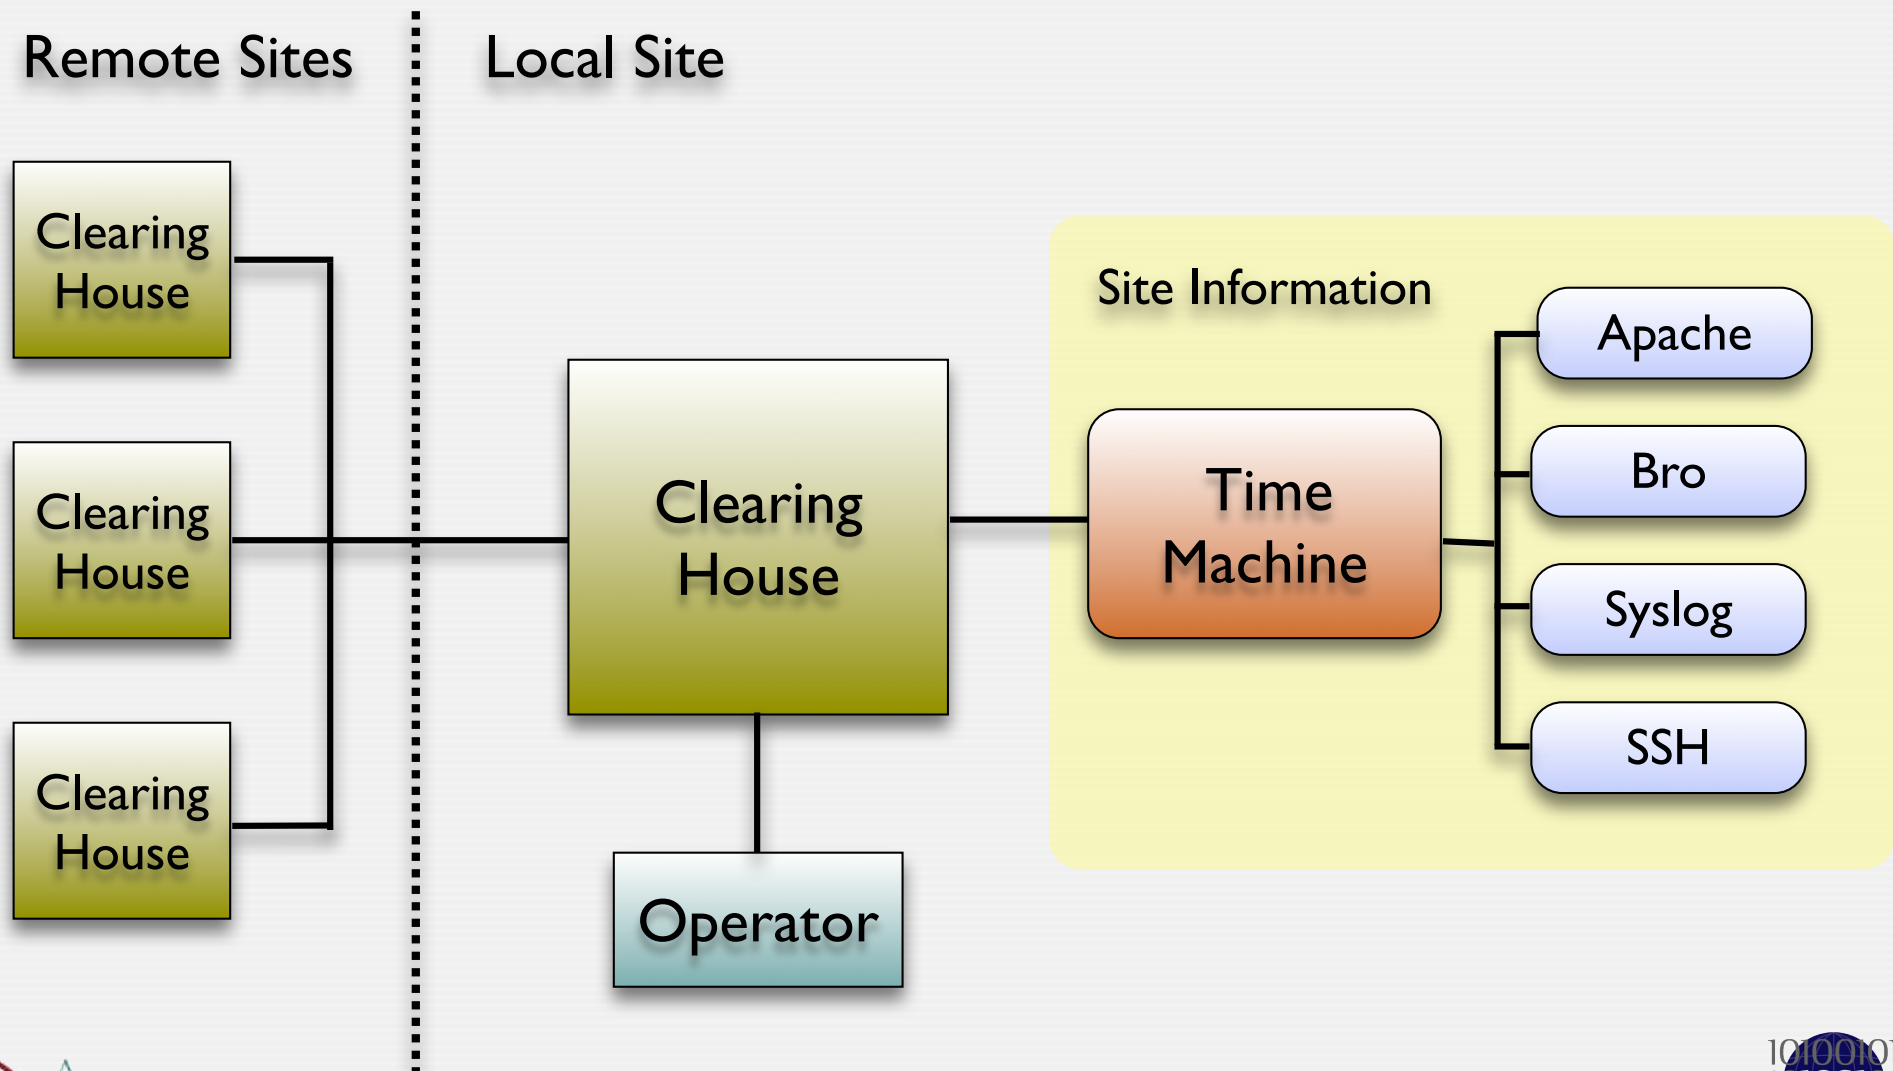 Remote Sites
Local Site
Clearing
House
Clearing
House
Clearing
House
Clearing
House
Operator
Site Information
Time
Machine
Apache
Bro
Syslog
SSH